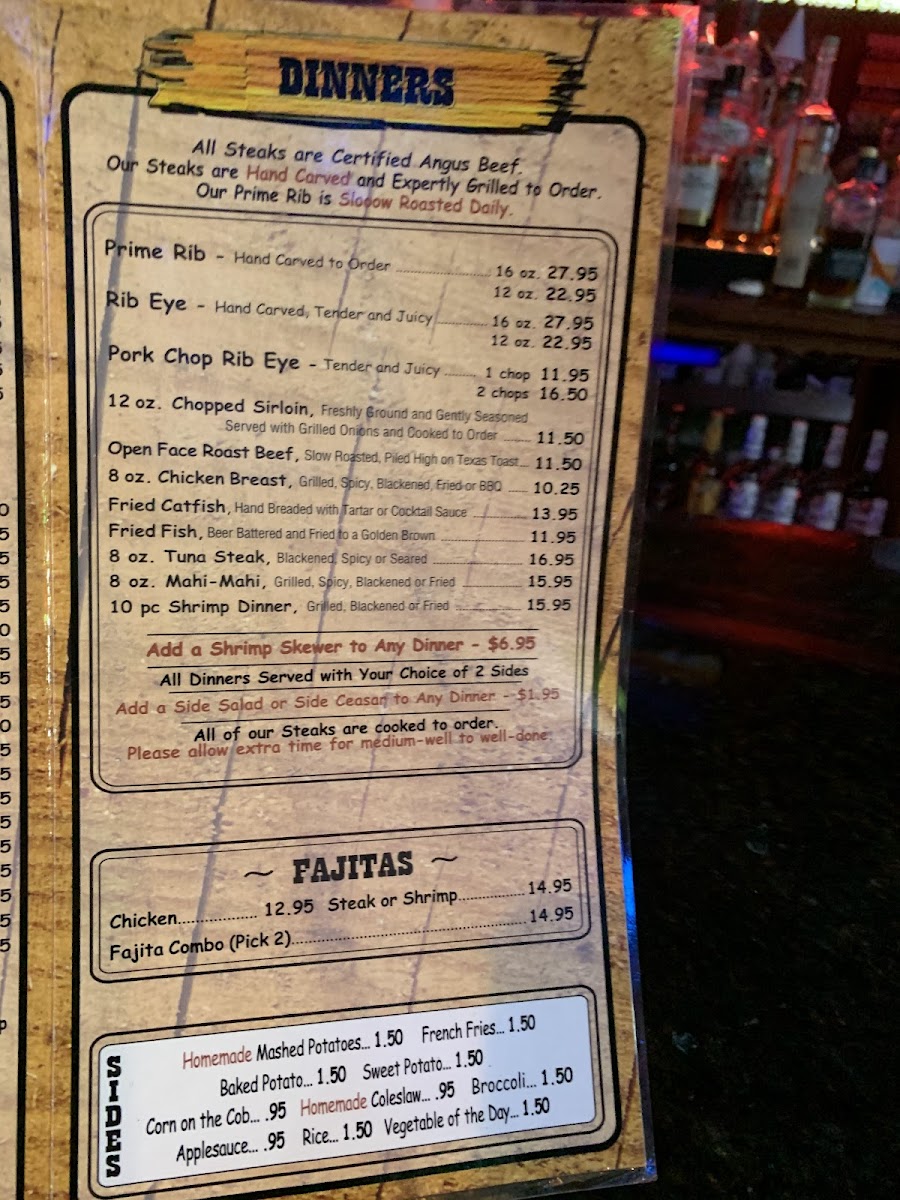 DINNERS
All Steaks are Certified Angus Beef.
Our Steaks are Hand Carved and Expertly Grilled to Order.
Our Prime Rib is Slooow Roasted Daily.
Prime Rib - Hand Carved to Order ........................ 16 oz. 27.95
12 oz. 22.95
Rib Eye - Hand Carved, Tender and Juicy ............ 16 oz. 27.95
12 oz. 22.95
Pork Chop Rib Eye - Tender and Juicy ........ 1 chop 11.95
2 chops 16.50
12 oz. Chopped Sirloin, Freshly Ground and Gently Seasoned
Served with Grilled Onions and Cooked to Order ....... 11.50
Open Face Roast Beef, Slow Roasted, Piled High on Texas Toast... 11.50
8 oz. Chicken Breast, Grilled, Spicy, Blackened, Fried or BBQ ..... 10.25
Fried Catfish, Hand Breaded with Tartar or Cocktail Sauce .............. 13.95
Fried Fish, Beer Battered and Fried to a Golden Brown ...................... 11.95
8 oz. Tuna Steak, Blackened, Spicy or Seared ....................... 16.95
8 oz. Mahi-Mahi, Grilled, Spicy, Blackened or Fried ............... 15.95
10 pc Shrimp Dinner, Grilled, Blackened or Fried ................. 15.95
Add a Shrimp Skewer to Any Dinner - $6.95
All Dinners Served with Your Choice of 2 Sides
Add a Side Salad or Side Ceasar to Any Dinner - $1.95
All of our Steaks are cooked to order.
Please allow extra time for medium-well to well-done.
~ FAJITAS ~
Chicken.................. 12.95 Steak or Shrimp.............. 14.95
Fajita Combo (Pick 2)................................................... 14.95
SIDES
Homemade Mashed Potatoes... 1.50 French Fries... 1.50
Baked Potato... 1.50 Sweet Potato... 1.50
Corn on the Cob... .95 Homemade Coleslaw... .95 Broccoli... 1.50
Applesauce... .95 Rice... 1.50 Vegetable of the Day... 1.50